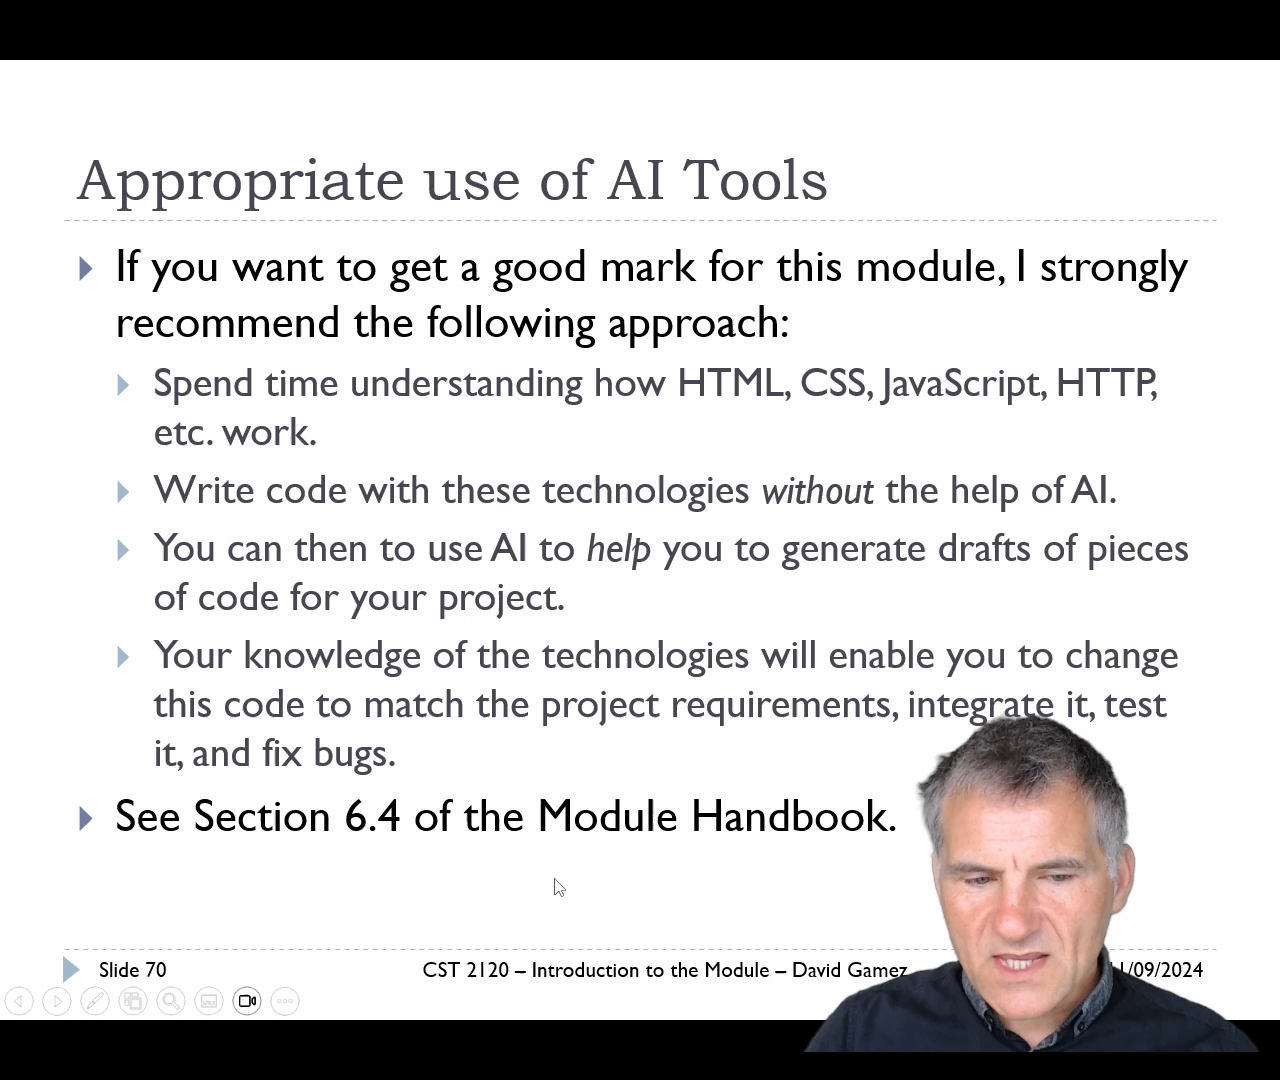 Appropriate use of AI Tools
If you want to get a good mark for this module, I strongly
recommend the following approach:
Spend time understanding how HTML, CSS, JavaScript, HTTP,
etc. work.
Write code with these technologies without the help of AI.
You can then to use AI to help you to generate drafts of pieces
of code for your project.
Your knowledge of the technologies will enable you to change
this code to match the project requirements, integrate it, test
it, and fix bugs.
See Section 6.4 of the Module Handbook.
Slide 70
CST 2120 – Introduction to the Module – David Gamez
1/09/2024